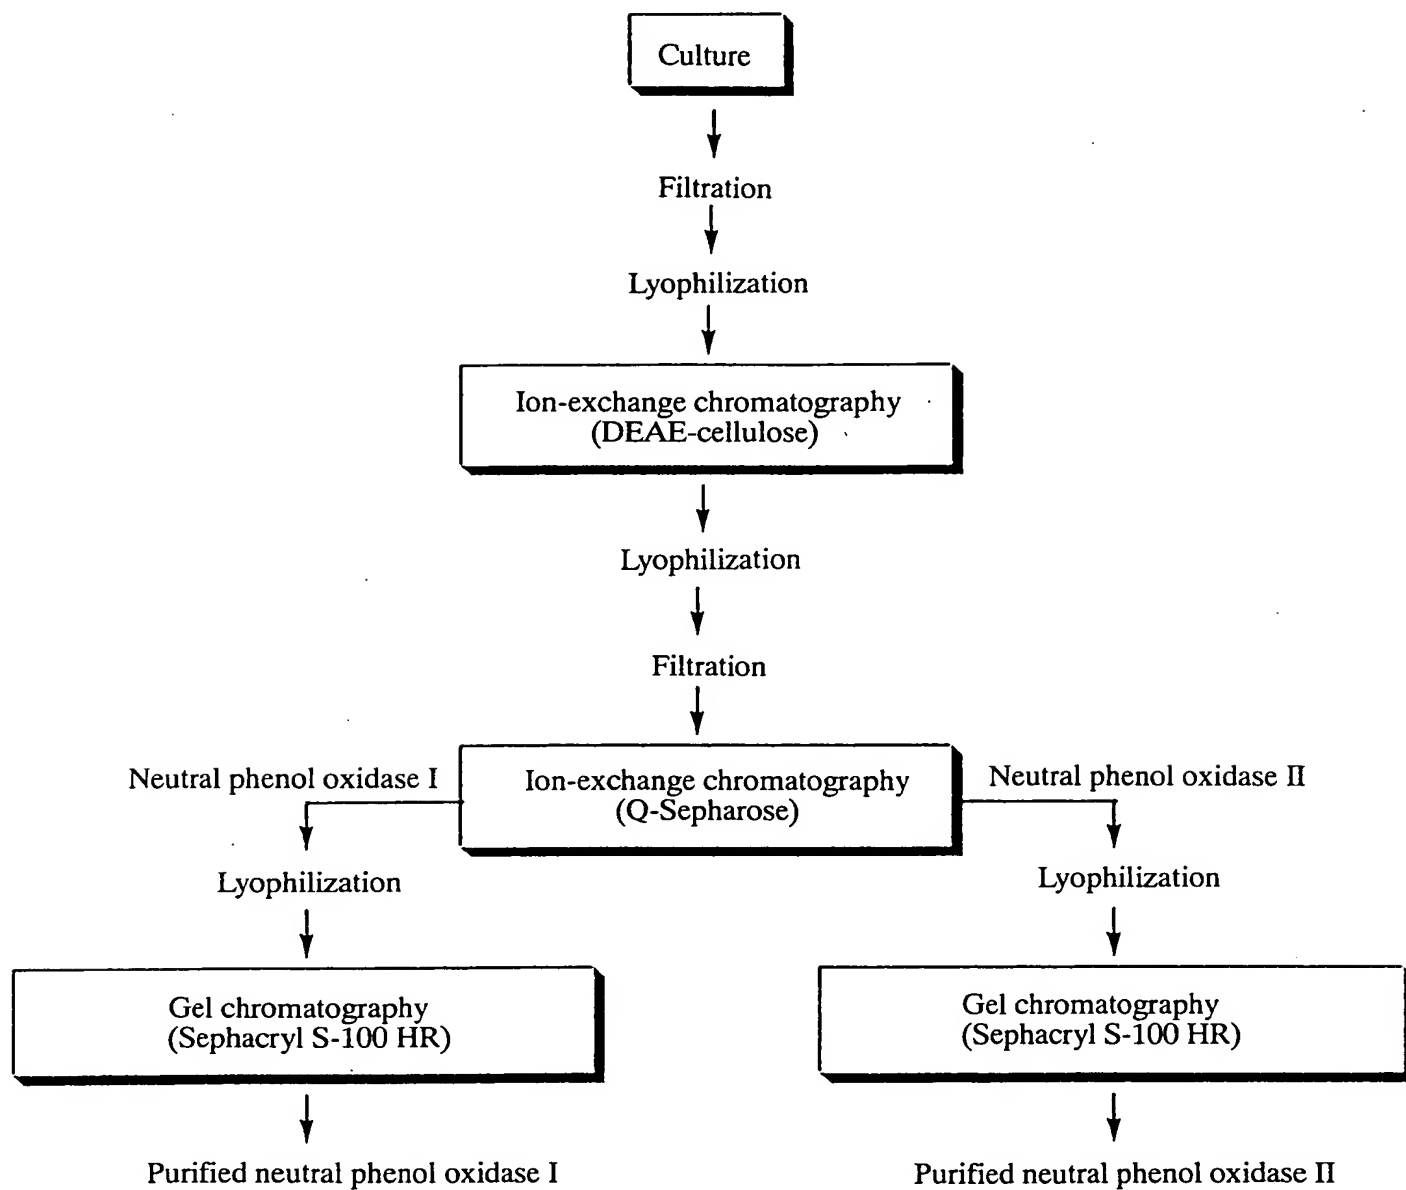 Culture
Filtration
Lyophilization
Ion-exchange chromatography
(DEAE-cellulose)
Lyophilization
Filtration
Neutral phenol oxidase I
Ion-exchange chromatography
(Q-Sepharose)
Neutral phenol oxidase II
Lyophilization
Lyophilization
Gel chromatography
(Sephacryl S-100 HR)
Gel chromatography
(Sephacryl S-100 HR)
Purified neutral phenol oxidase I
Purified neutral phenol oxidase II